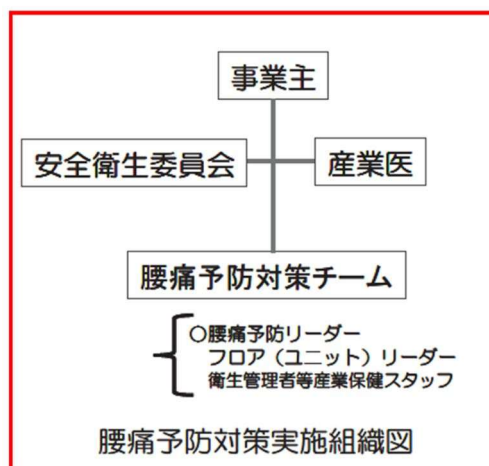 事業主
安全衛生委員会
産業医
腰痛予防対策チーム
○腰痛予防リーダー
フロア（ユニット）リーダー
衛生管理者等産業保健スタッフ
腰痛予防対策実施組織図